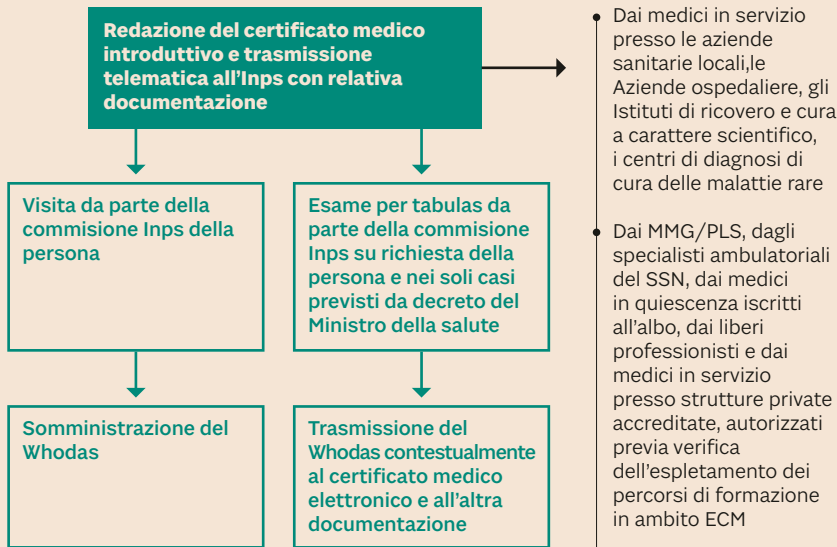 Redazione del certificato medico
introduttivo e trasmissione
telematica all'Inps con relativa
documentazione
Visita da parte della
commisione Inps della
persona
Esame per tabulas da
parte della commisione
Inps su richiesta della
persona e nei soli casi
previsti da decreto del
Ministro della salute
Somministrazione del
Whodas
Trasmissione del
Whodas contestualmente
al certificato medico
elettronico e all'altra
documentazione
Dai medici in servizio
presso le aziende
sanitarie locali,le
Aziende ospedaliere, gli
Istituti di ricovero e cura
a carattere scientifico,
i centri di diagnosi di
cura delle malattie rare
Dai MMG/PLS, dagli
specialisti ambulatoriali
del SSN, dai medici
in quiescenza iscritti
all'albo, dai liberi
professionisti e dai
medici in servizio
presso strutture private
accreditate, autorizzati
previa verifica
dell'espletamento dei
percorsi di formazione
in ambito ECM